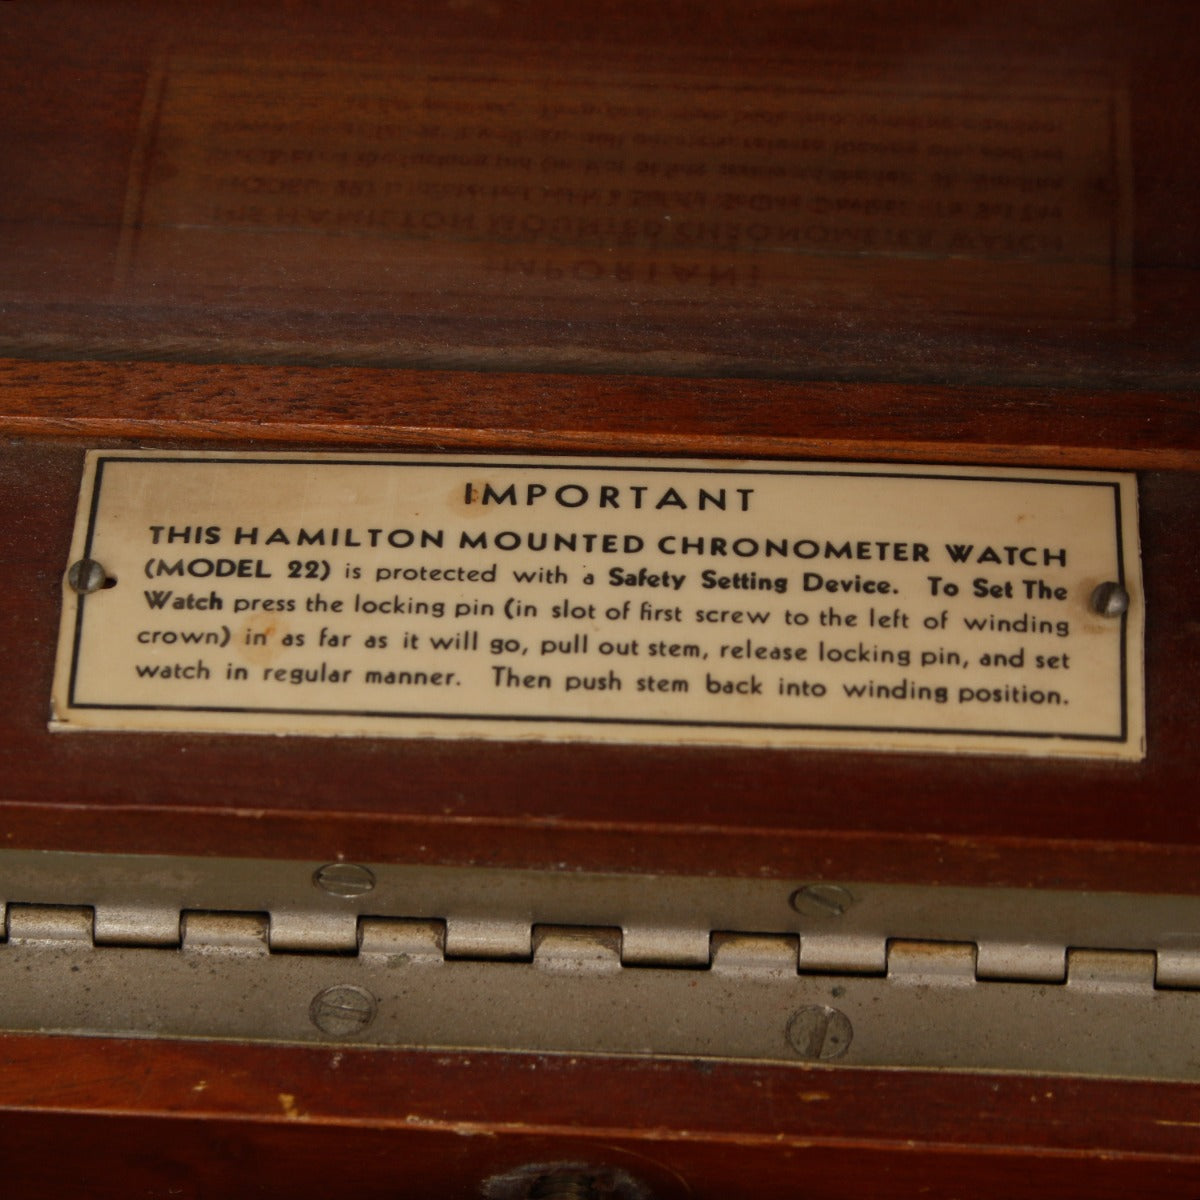 IMPORTANT
THIS HAMILTON MOUNTED CHRONOMETER WATCH
(MODEL 22) is protected with a Safety Setting Device. To Set The
Watch press the locking pin (in slot of first screw to the left of winding
crown) in as far as it will go, pull out stem, release locking pin, and set
watch in regular manner. Then push stem back into winding position.